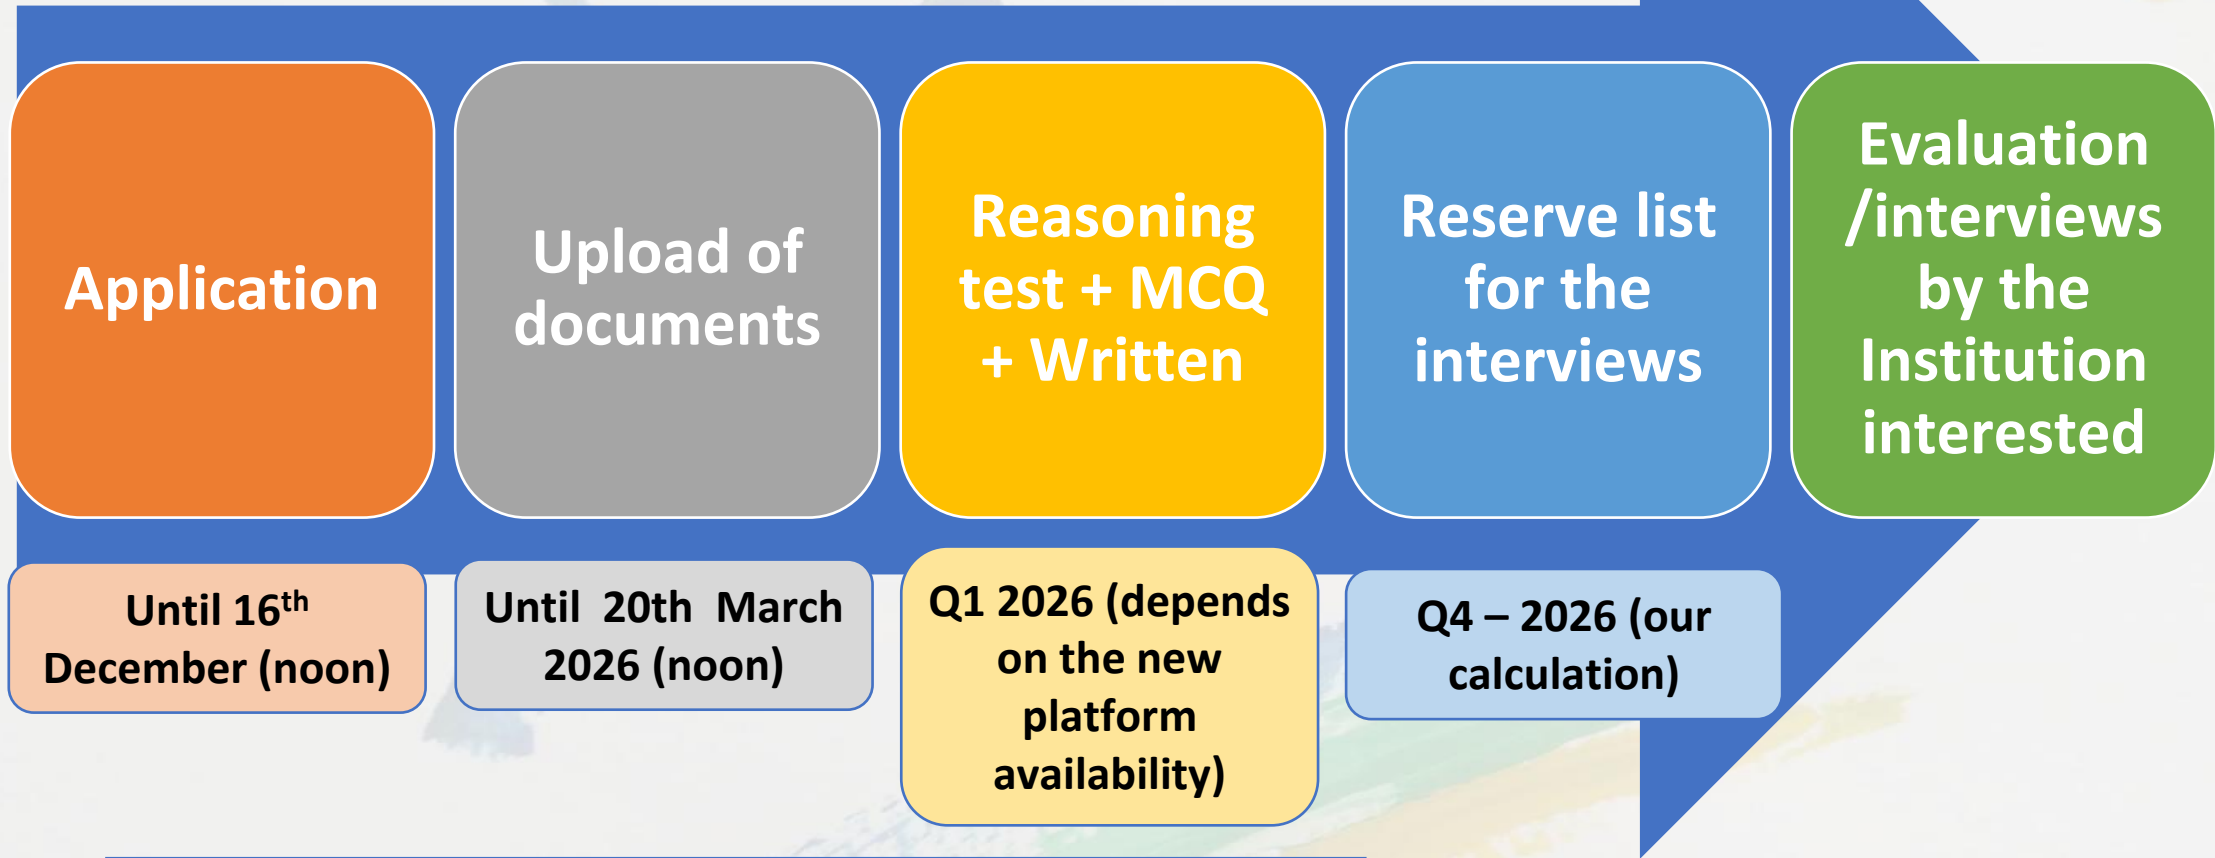 Application
Upload of
documents
Reasoning
test + MCQ
+ Written
Reserve list
for the
interviews
Evaluation
/interviews
by the
Institution
interested
Until 16th
December (noon)
Until 20th March
2026 (noon)
Q1 2026 (depends
on the new
platform
availability)
Q4 – 2026 (our
calculation)